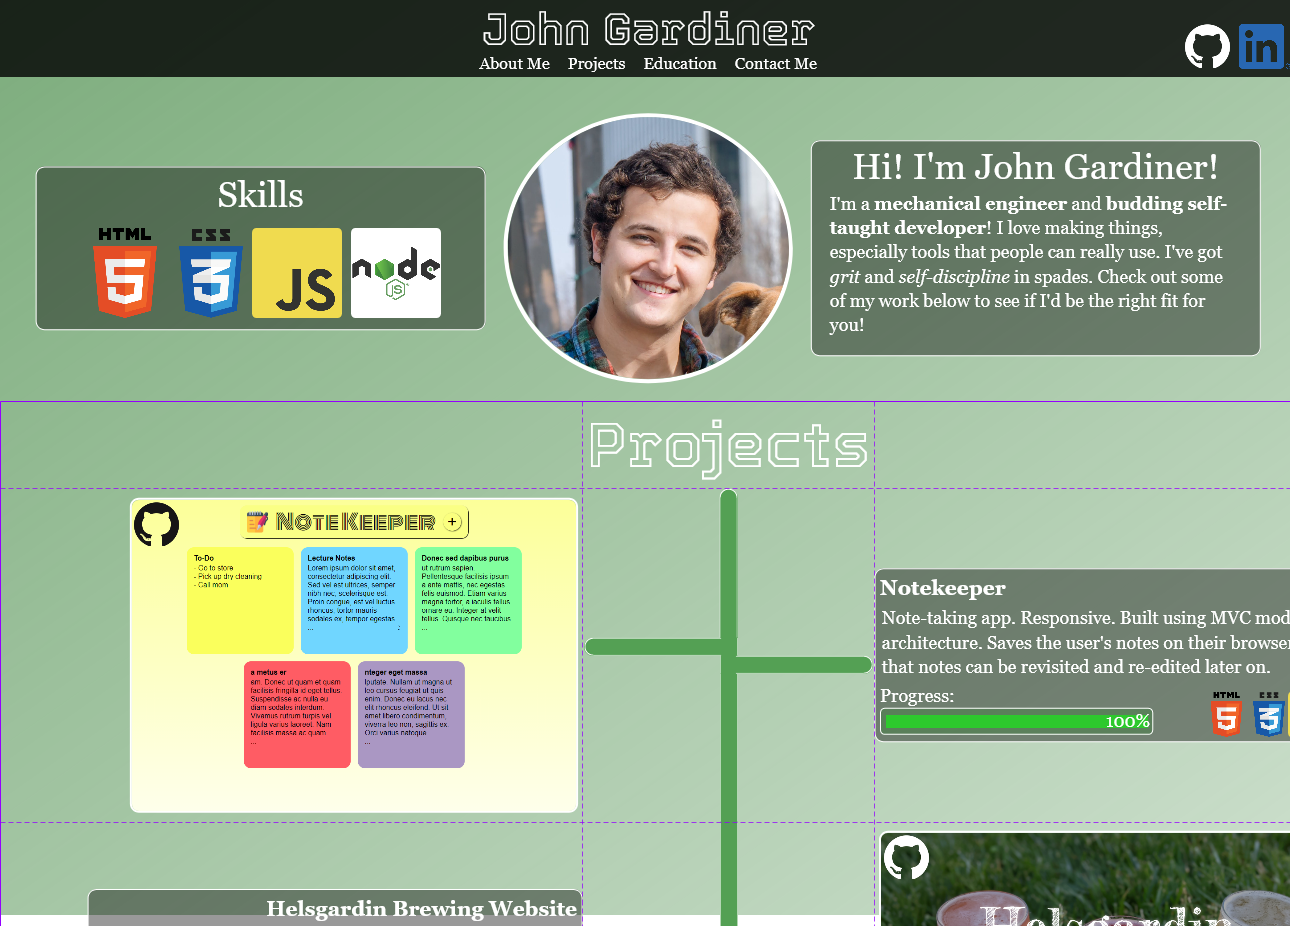 John Gardiner
About Me Projects Education Contact Me
in
Skills
HTML
5
CSS
3
JS
node
JS
Hi! I'm John Gardiner!
I'm a mechanical engineer and budding self-
taught developer! I love making things,
especially tools that people can really use. I've got
grit and self-discipline in spades. Check out some
of my work below to see if I'd be the right fit for
you!
Projects
NoteKeeper +
To-Do
- Go to store
- Pick up dry cleaning
- Call mom
Lecture Notes
Lorem ipsum dolor sit amet,
consectetur adipiscing elit.
Sed vel est ultrices, semper
nibh nec, scelerisque est.
Proin congue, est vel luctus
rhoncus, tortor mauris
sodales ex, tempor egestas
...
Donec sed dapibus purus
ut rutrum sapien.
Pellentesque facilisis ipsum
a ante mattis, nec egestas
felis euismod. Etiam varius
magna tortor, a iaculis tellus
ornare eu. Integer at velit
tellus. Quisque nec faucibus
...
a metus er
am. Donec ut quam et quam
facilisis fringilla id eget tellus.
Suspendisse ac nulla eu
diam sodales interdum.
Vivamus rutrum turpis vel
ligula varius laoreet. Nam
facilisis massa ac quam
...
nteger eget massa
lputate. Nullam ut magna ut
leo cursus feugiat ut quis
enim. Donec eu lacus nec
elit rhoncus eleifend. Ut sit
amet libero condimentum,
viverra leo non, sagittis ex.
Orci varius natoque
...
Notekeeper
Note-taking app. Responsive. Built using MVC mod
architecture. Saves the user's notes on their browser
that notes can be revisited and re-edited later on.
Progress:
100%
HTML
5
CSS
3
Helsgardin Brewing Website
Helsgardin